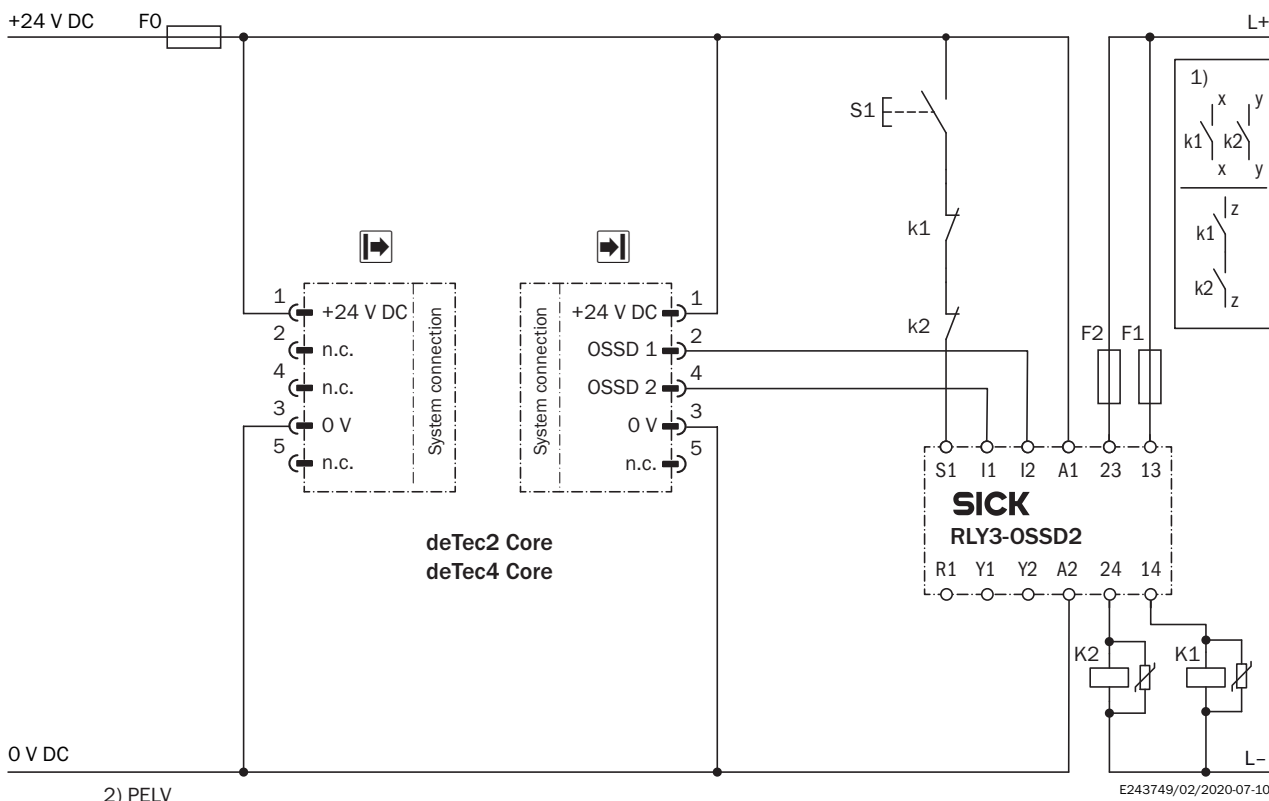 +24 V DC
F0
L+
1)
x y
k1 k2
x y
z
k1
k2
z
S1
k1
k2
F2 F1
1 +24 V DC
2 n.c.
4 n.c.
3 0 V
5 n.c.
System connection
System connection
+24 V DC 1
OSSD 1 2
OSSD 2 4
0 V 3
n.c. 5
deTec2 Core
deTec4 Core
S1 I1 I2 A1 23 13
SICK
RLY3-OSSD2
R1 Y1 Y2 A2 24 14
K2 K1
0 V DC
L–
2) PELV
E243749/02/2020-07-10